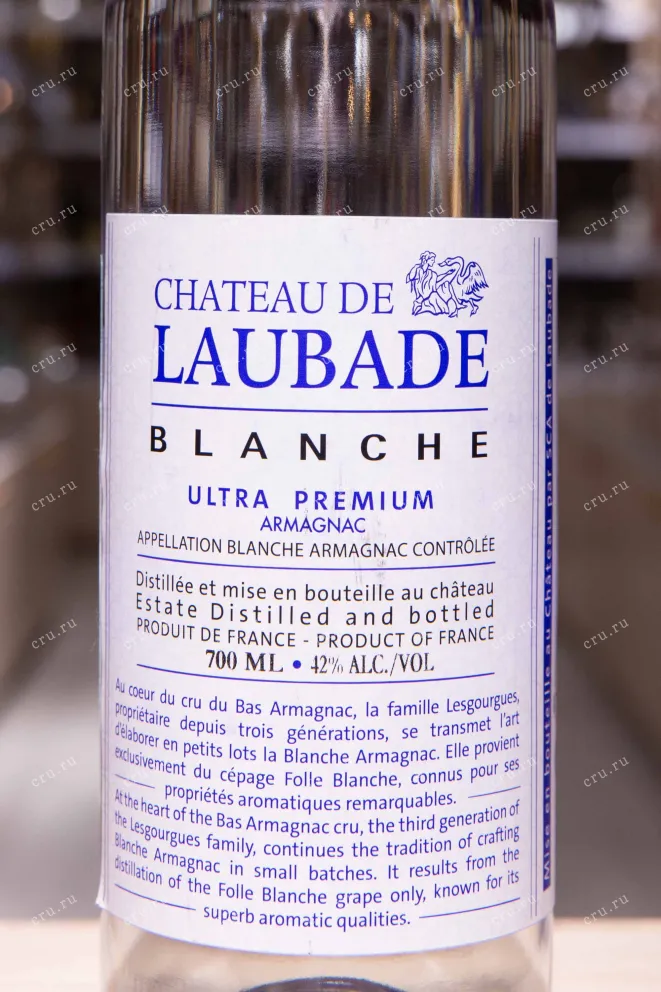 CHATEAU DE
LAUBADE
BLANCHE
ULTRA PREMIUM
ARMAGNAC
APPELLATION BLANCHE ARMAGNAC CONTRÔLÉE
Distillée et mise en bouteille au château
Estate Distilled and bottled
PRODUIT DE FRANCE - PRODUCT OF FRANCE
700 ML • 42% ALC./VOL
Au coeur du cru du Bas Armagnac, la famille Lesgourgues,
propriétaire depuis trois générations, se transmet l'art
d'élaborer en petits lots la Blanche Armagnac. Elle provient
exclusivement du cépage Folle Blanche, connus pour ses
propriétés aromatiques remarquables.
At the heart of the Bas Armagnac cru, the third generation of
the Lesgourgues family, continues the tradition of crafting
Blanche Armagnac in small batches. It results from the
distillation of the Folle Blanche grape only, known for its
superb aromatic qualities.
Mise en bouteille au Château par SCA de Laubade
cru.ru